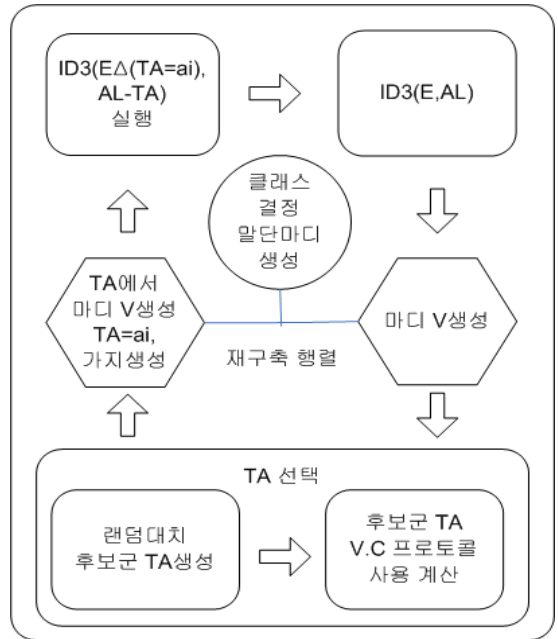 ID3(E∆(TA=ai),
AL-TA)
실행
ID3(E,AL)
클래스
결정
말단마디
생성
TA에서
마디 V생성
TA=ai,
가지생성
재구축 행렬
마디 V생성
TA 선택
랜덤대치
후보군 TA생성
후보군 TA
V.C 프로토콜
사용 계산